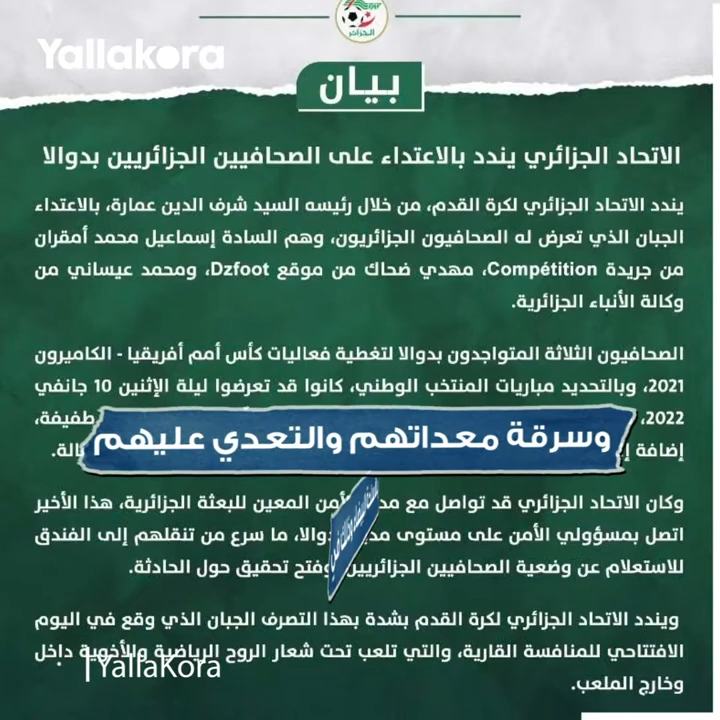 الجزائر
Yallakora
بيان
الاتحاد الجزائري يندد بالاعتداء على الصحافيين الجزائريين بدوالا
يندد الاتحاد الجزائري لكرة القدم، من خلال رئيسه السيد شرف الدين عمارة، بالاعتداء
الجبان الذي تعرض له الصحافيون الجزائريون، وهم السادة إسماعيل محمد أمقران
من جريدة Compétition، مهدي ضحاك من موقع Dzfoot، ومحمد عيساني من
وكالة الأنباء الجزائرية.
الصحافيون الثلاثة المتواجدون بدوالا لتغطية فعاليات كأس أمم أفريقيا - الكاميرون
2021، وبالتحديد مباريات المنتخب الوطني، كانوا قد تعرضوا ليلة الإثنين 10 جانفي
2022، طفيفة،
وسرقة معداتهم والتعدي عليهم
إضافة
وكان الاتحاد الجزائري قد تواصل مع الأمن المعين للبعثة الجزائرية، هذا الأخير
اتصل بمسؤولي الأمن على مستوى دوالا، ما سرع من تنقلهم إلى الفندق
للاستعلام عن وضعية الصحافيين الجزائريين وفتح تحقيق حول الحادثة.
ويندد الاتحاد الجزائري لكرة القدم بشدة بهذا التصرف الجبان الذي وقع في اليوم
الافتتاحي للمنافسة القارية، والتي تلعب تحت شعار الروح الرياضية والأخوية داخل
YallaKora
وخارج الملعب.